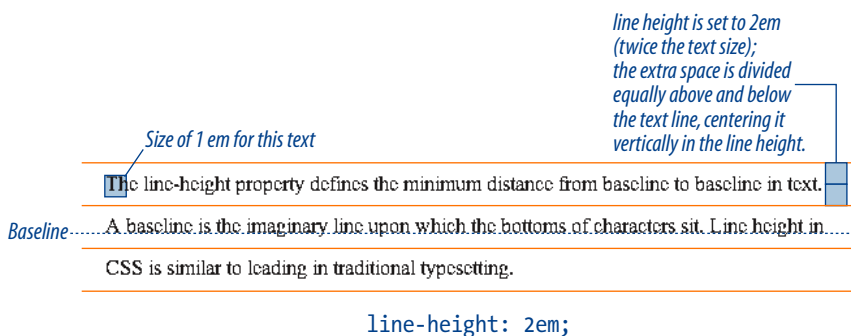 line height is set to 2em
(twice the text size);
the extra space is divided
equally above and below
the text line, centering it
vertically in the line height.
Size of 1 em for this text
The line-height property defines the minimum distance from baseline to baseline in text.
Baseline
A baseline is the imaginary line upon which the bottoms of characters sit. Line height in
CSS is similar to leading in traditional typesetting.
line-height: 2em;